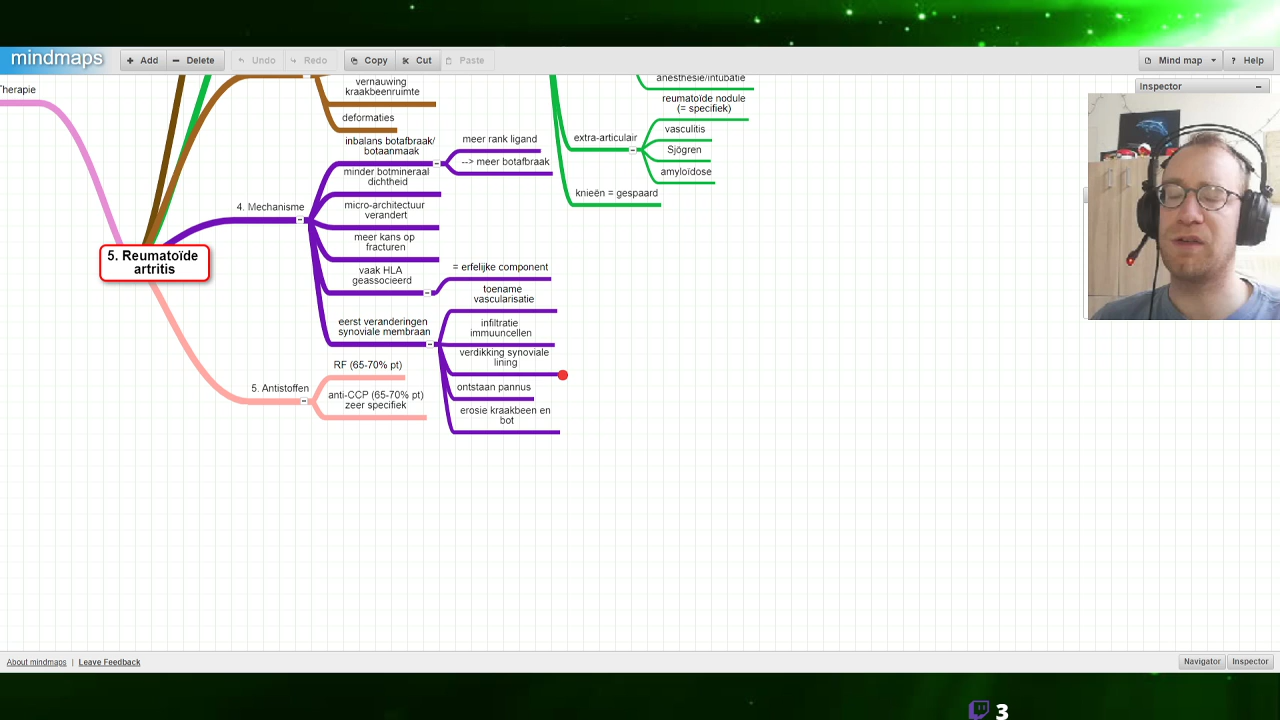 mindmaps
Add
Delete
Undo
Redo
Copy
Cut
Paste
Mind map
? Help
Inspector
Therapie
vernauwing
kraakbeenruimte
deformaties
inbalans botafbraak/
botaanmaak
meer rank ligand
--> meer botafbraak
minder botmineraal
dichtheid
4. Mechanisme
micro-architectuur
verandert
meer kans op
fracturen
vaak HLA
geassocieerd
= erfelijke component
eerst veranderingen
synoviale membraan
toename
vascularisatie
infiltratie
immuuncellen
verdikking synoviale
lining
ontstaan pannus
erosie kraakbeen en
bot
5. Reumatoïde
artritis
5. Antistoffen
RF (65-70% pt)
anti-CCP (65-70% pt)
zeer specifiek
anesthesie/intubatie
extra-articulair
reumatoïde nodule
(= specifiek)
vasculitis
Sjögren
amyloïdose
knieën = gespaard
About mindmaps | Leave Feedback
Navigator
Inspector
3